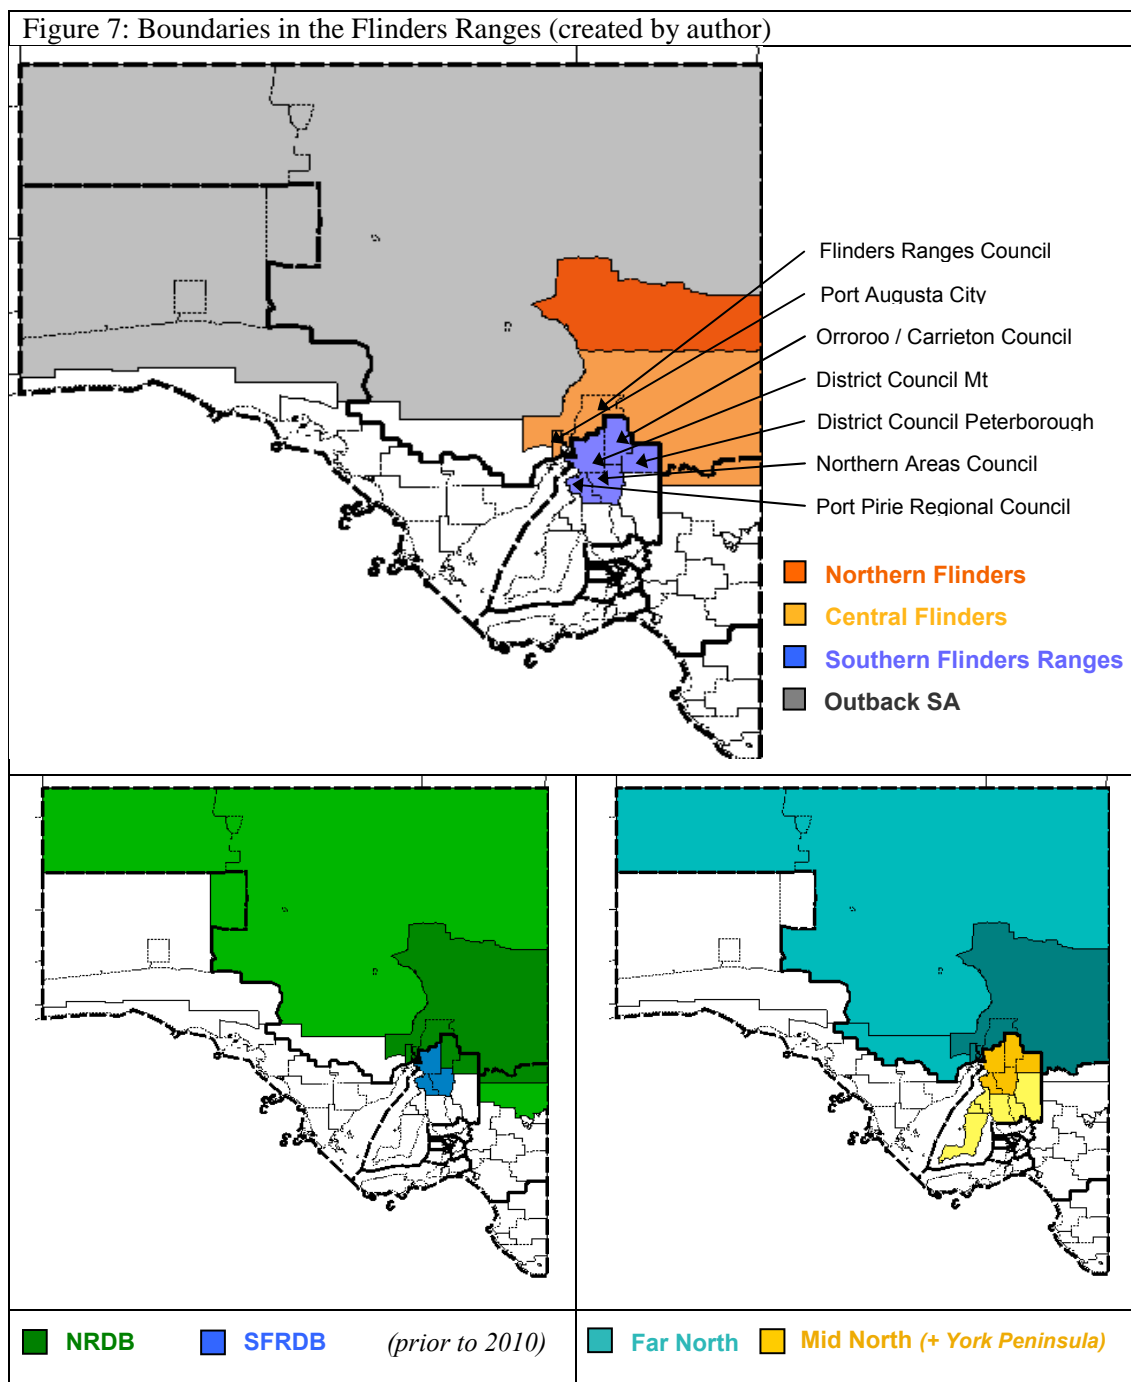 Figure 7: Boundaries in the Flinders Ranges (created by author)
Flinders Ranges Council
Port Augusta City
Orroroo / Carrieton Council
District Council Mt
District Council Peterborough
Northern Areas Council
Port Pirie Regional Council
Northern Flinders
Central Flinders
Southern Flinders Ranges
Outback SA
NRDB SFRDB (prior to 2010)
Far North Mid North (+ York Peninsula)